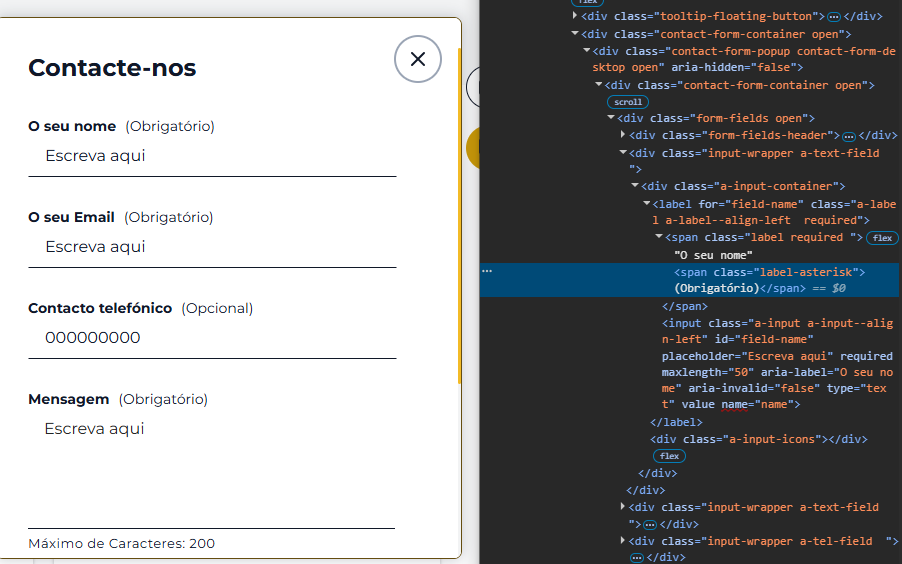 Contacte-nos
O seu nome (Obrigatório)
Escreva aqui
O seu Email (Obrigatório)
Escreva aqui
Contacto telefónico (Opcional)
000000000
Mensagem (Obrigatório)
Escreva aqui
Máximo de Caracteres: 200
flex
<div class="tooltip-floating-button"> … </div>
<div class="contact-form-container open">
<div class="contact-form-popup contact-form-de
sktop open" aria-hidden="false">
<div class="contact-form-container open">
scroll
<div class="form-fields open">
<div class="form-fields-header"> … </div>
<div class="input-wrapper a-text-field
">
<div class="a-input-container">
<label for="field-name" class="a-labe
l a-label--align-left  required">
<span class="label required "> flex
"O seu nome"
… <span class="label-asterisk">
(Obrigatório)</span> == $0
</span>
<input class="a-input a-input--alig
n-left" id="field-name"
placeholder="Escreva aqui" required
maxlength="50" aria-label="O seu no
me" aria-invalid="false" type="tex
t" value name="name">
</label>
<div class="a-input-icons"></div>
flex
</div>
</div>
<div class="input-wrapper a-text-field
"> … </div>
<div class="input-wrapper a-tel-field  ">
… </div>